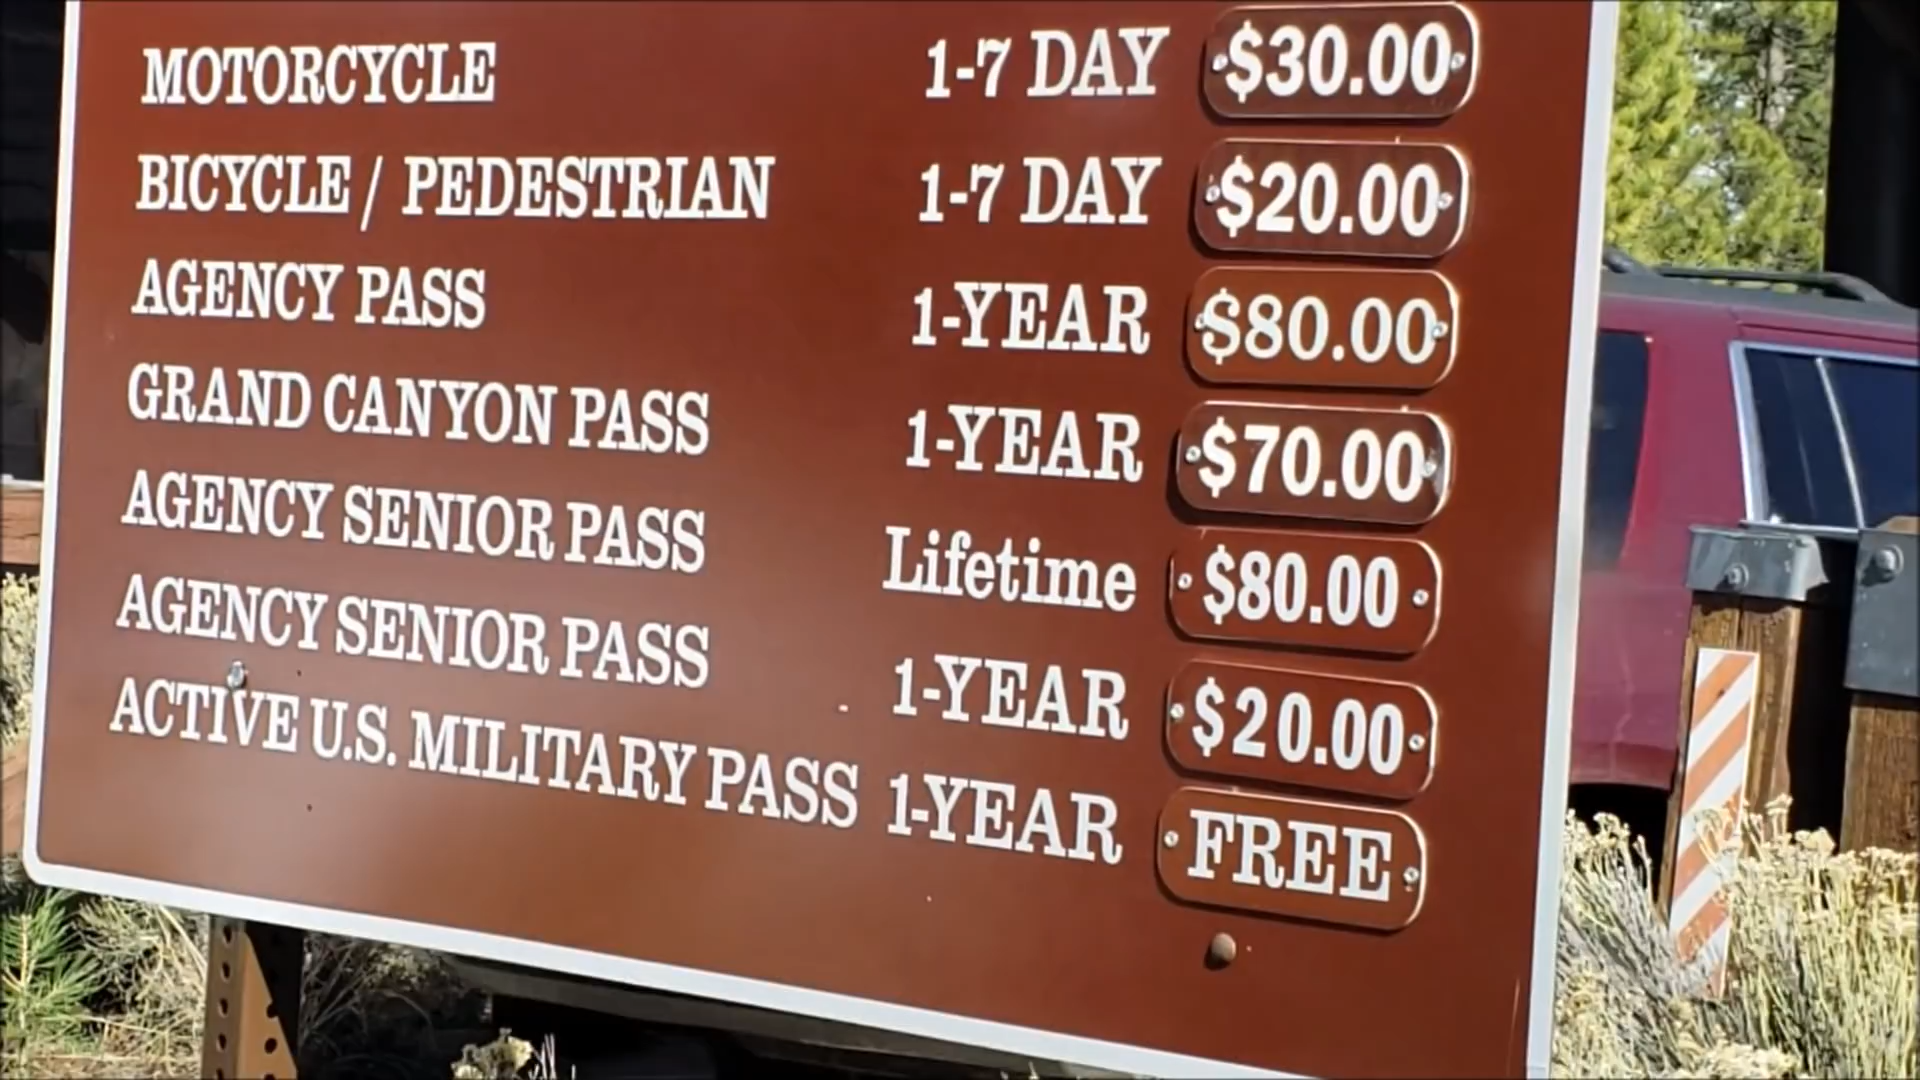 MOTORCYCLE 1-7 DAY $30.00
BICYCLE / PEDESTRIAN 1-7 DAY $20.00
AGENCY PASS 1-YEAR $80.00
GRAND CANYON PASS 1-YEAR $70.00
AGENCY SENIOR PASS Lifetime $80.00
AGENCY SENIOR PASS 1-YEAR $20.00
ACTIVE U.S. MILITARY PASS 1-YEAR FREE